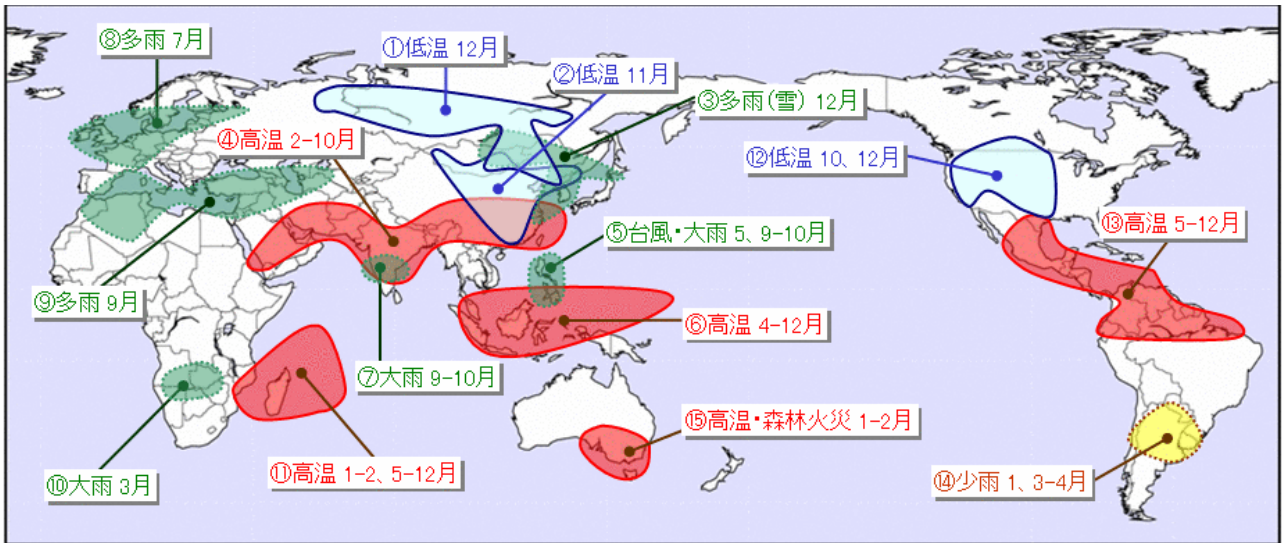 ⑧多雨 7月
①低温 12月
②低温 11月
③多雨(雪) 12月
④高温 2-10月
⑫低温 10、12月
⑤台風・大雨 5、9-10月
⑬高温 5-12月
⑨多雨 9月
⑥高温 4-12月
⑦大雨 9-10月
⑮高温・森林火災 1-2月
⑪高温 1-2、5-12月
⑩大雨 3月
⑭少雨 1、3-4月